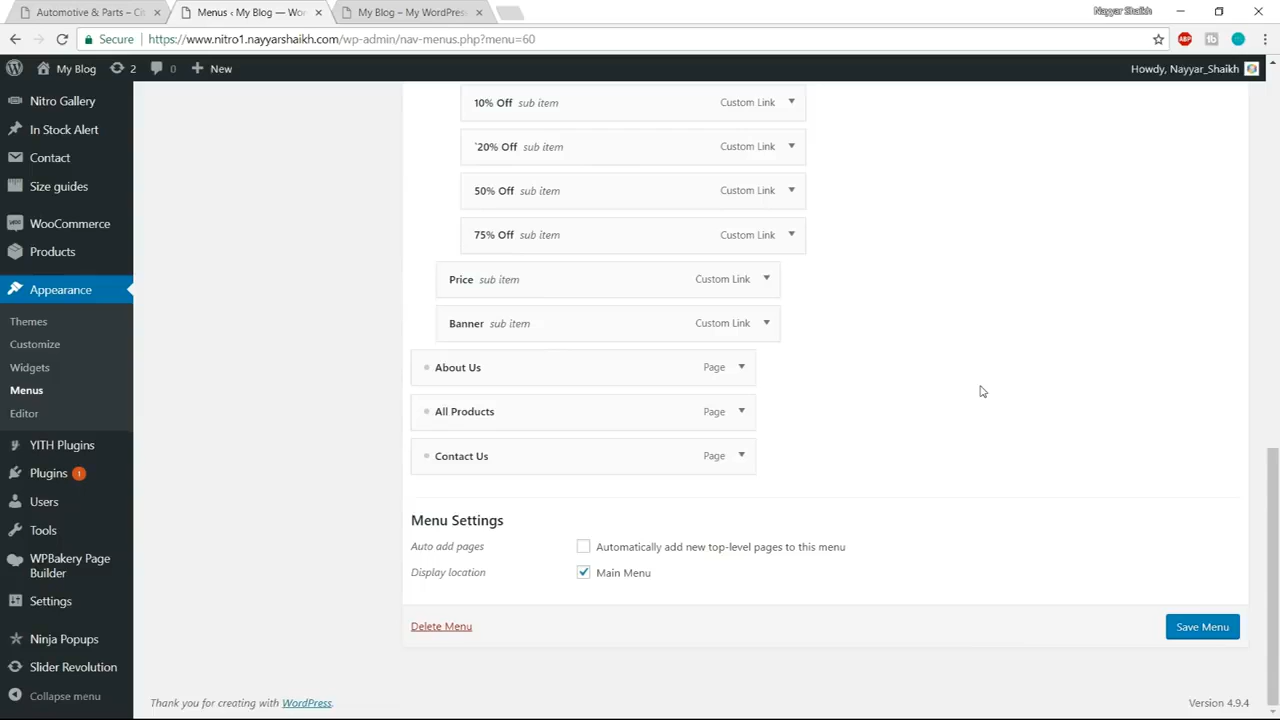 Automotive & Parts – Cit
Menus ‹ My Blog — Wor
My Blog – My WordPress
Nayyar Shaikh
Secure
https://www.nitro1.nayyarshaikh.com/wp-admin/nav-menus.php?menu=60
ABP
tb
My Blog
2
0
New
Howdy, Nayyar_Shaikh
Nitro Gallery
In Stock Alert
Contact
Size guides
WooCommerce
Products
Appearance
Themes
Customize
Widgets
Menus
Editor
YITH Plugins
Plugins 1
Users
Tools
WPBakery Page
Builder
Settings
Ninja Popups
Slider Revolution
Collapse menu
10% Off sub item Custom Link
`20% Off sub item Custom Link
50% Off sub item Custom Link
75% Off sub item Custom Link
Price sub item Custom Link
Banner sub item Custom Link
About Us Page
All Products Page
Contact Us Page
Menu Settings
Auto add pages Automatically add new top-level pages to this menu
Display location Main Menu
Delete Menu
Save Menu
Thank you for creating with WordPress.
Version 4.9.4